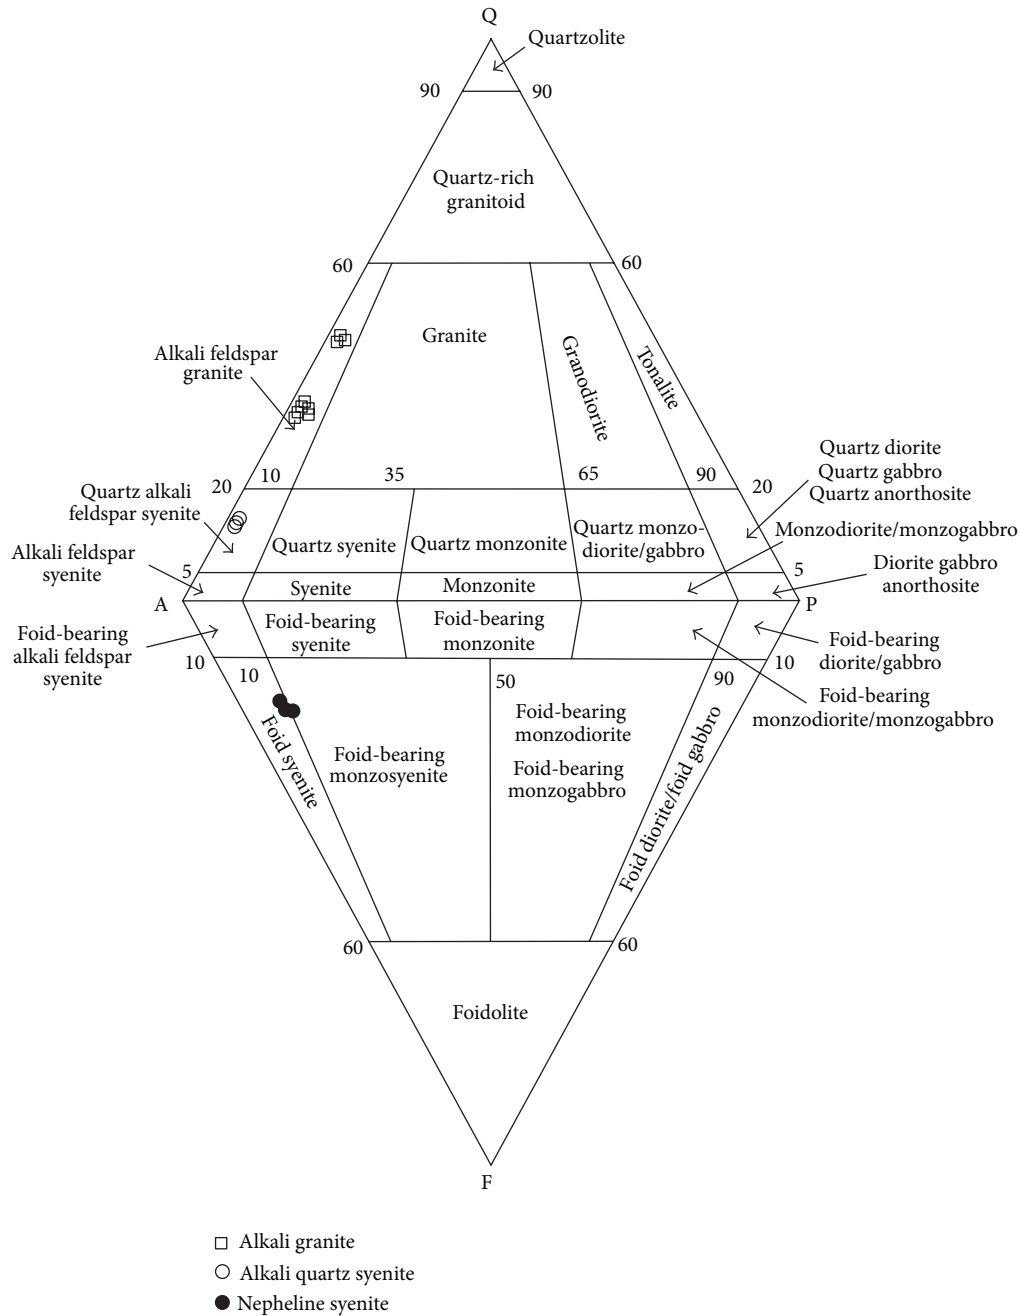 Q
Quartzolite
90 90
Quartz-rich
granitoid
60 60
Granite
Granodiorite
Tonalite
Alkali feldspar
granite
20 10 35 65 90 20
Quartz diorite
Quartz gabbro
Quartz anorthosite
Quartz alkali
feldspar syenite
Quartz syenite
Quartz monzonite
Quartz monzo-
diorite/gabbro
Monzodiorite/monzogabbro
Alkali feldspar
syenite
5 5
Diorite gabbro
anorthosite
Syenite
Monzonite
A P
Foid-bearing
alkali feldspar
syenite
Foid-bearing
syenite
Foid-bearing
monzonite
Foid-bearing
diorite/gabbro
10 10 50 90 10
Foid-bearing
monzodiorite/monzogabbro
Foid syenite
Foid-bearing
monzosyenite
Foid-bearing
monzodiorite
Foid-bearing
monzogabbro
Foid diorite/foid gabbro
60 60
Foidolite
F
Alkali granite
Alkali quartz syenite
Nepheline syenite